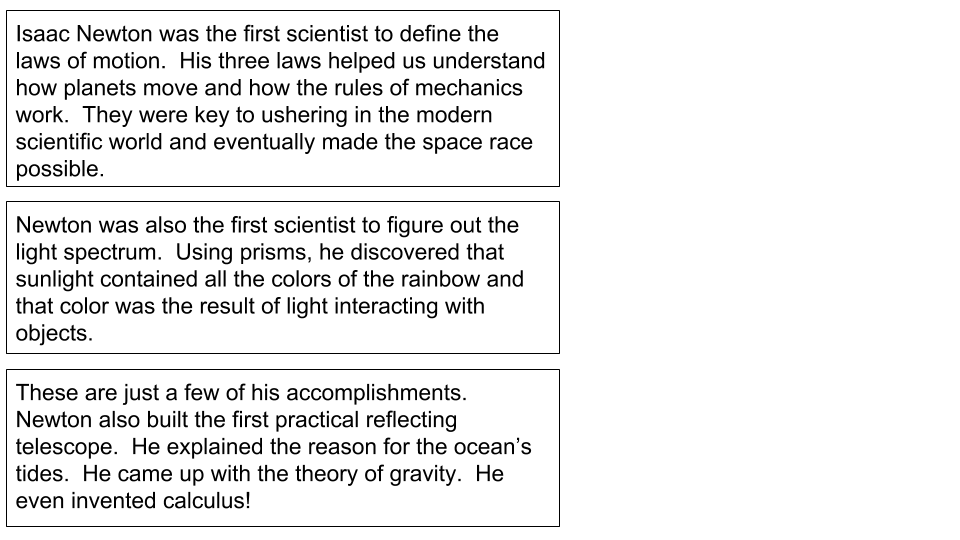 Isaac Newton was the first scientist to define the
laws of motion.  His three laws helped us understand
how planets move and how the rules of mechanics
work.  They were key to ushering in the modern
scientific world and eventually made the space race
possible.
Newton was also the first scientist to figure out the
light spectrum.  Using prisms, he discovered that
sunlight contained all the colors of the rainbow and
that color was the result of light interacting with
objects.
These are just a few of his accomplishments.
Newton also built the first practical reflecting
telescope.  He explained the reason for the ocean’s
tides.  He came up with the theory of gravity.  He
even invented calculus!